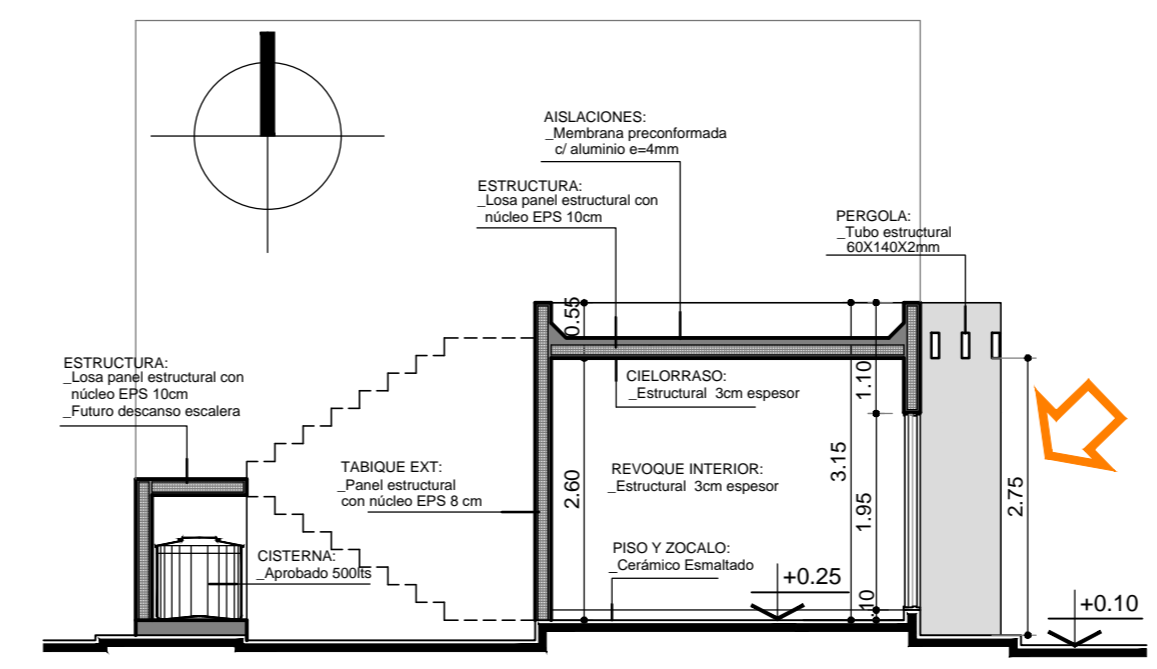 AISLACIONES:
_Membrana preconformada
c/ aluminio e=4mm
ESTRUCTURA:
_Losa panel estructural con
núcleo EPS 10cm
PERGOLA:
_Tubo estructural
60X140X2mm
0.55
ESTRUCTURA:
_Losa panel estructural con
núcleo EPS 10cm
_Futuro descanso escalera
CIELORRASO:
_Estructural 3cm espesor
1.10
TABIQUE EXT:
_Panel estructural
con núcleo EPS 8 cm
2.60
REVOQUE INTERIOR:
_Estructural 3cm espesor
3.15
1.95
2.75
CISTERNA:
_Aprobado 500lts
PISO Y ZOCALO:
_Cerámico Esmaltado
+0.25
10
+0.10